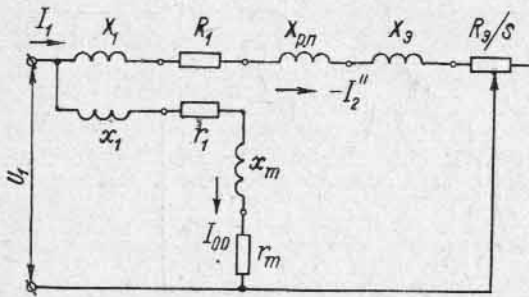 I₁ X₁ R₁ Xрп Xэ Rэ/s
-I₂″
x₁ r₁
xₘ
U₁
I₀₀
rₘ